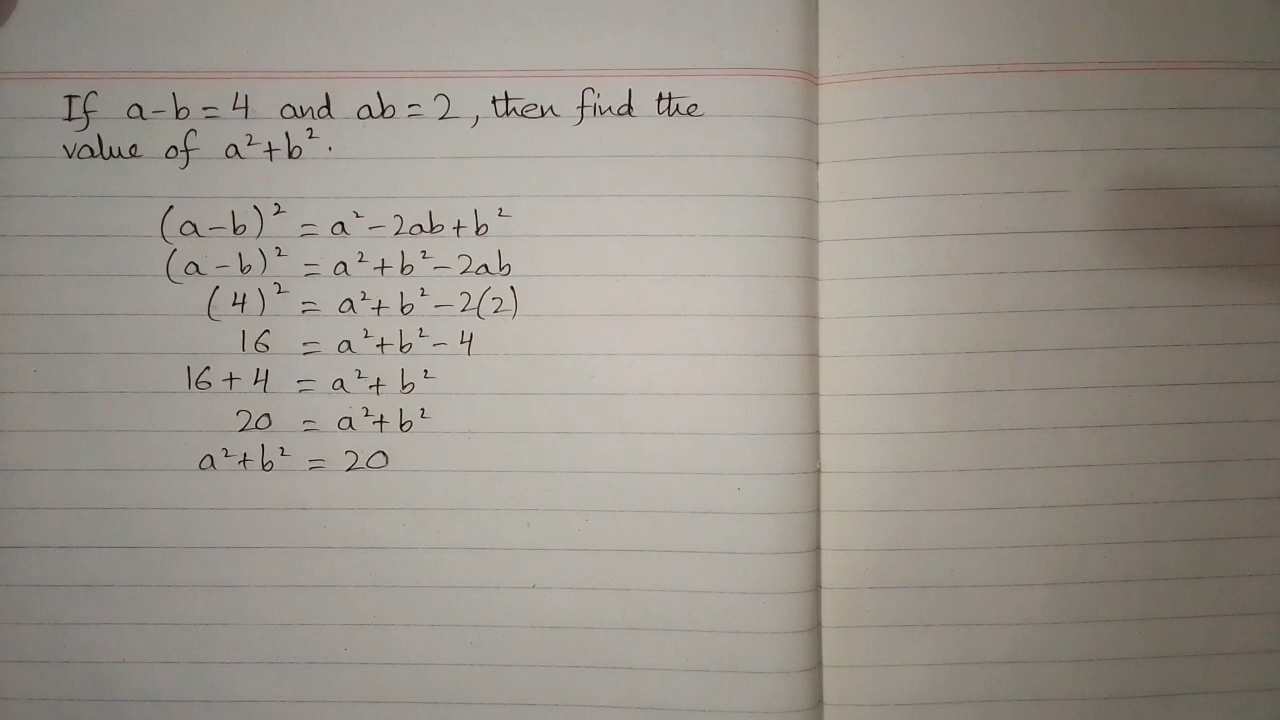 If a-b=4 and ab=2, then find the
value of a²+b².
(a-b)² = a²-2ab+b²
(a-b)² = a²+b²-2ab
(4)² = a²+b²-2(2)
16 = a²+b²-4
16+4 = a²+b²
20 = a²+b²
a²+b² = 20